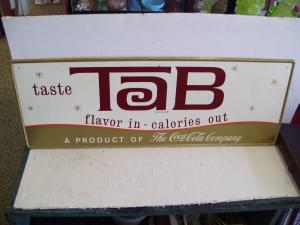 taste TaB
flavor in - calories out
A PRODUCT OF The Coca-Cola Company